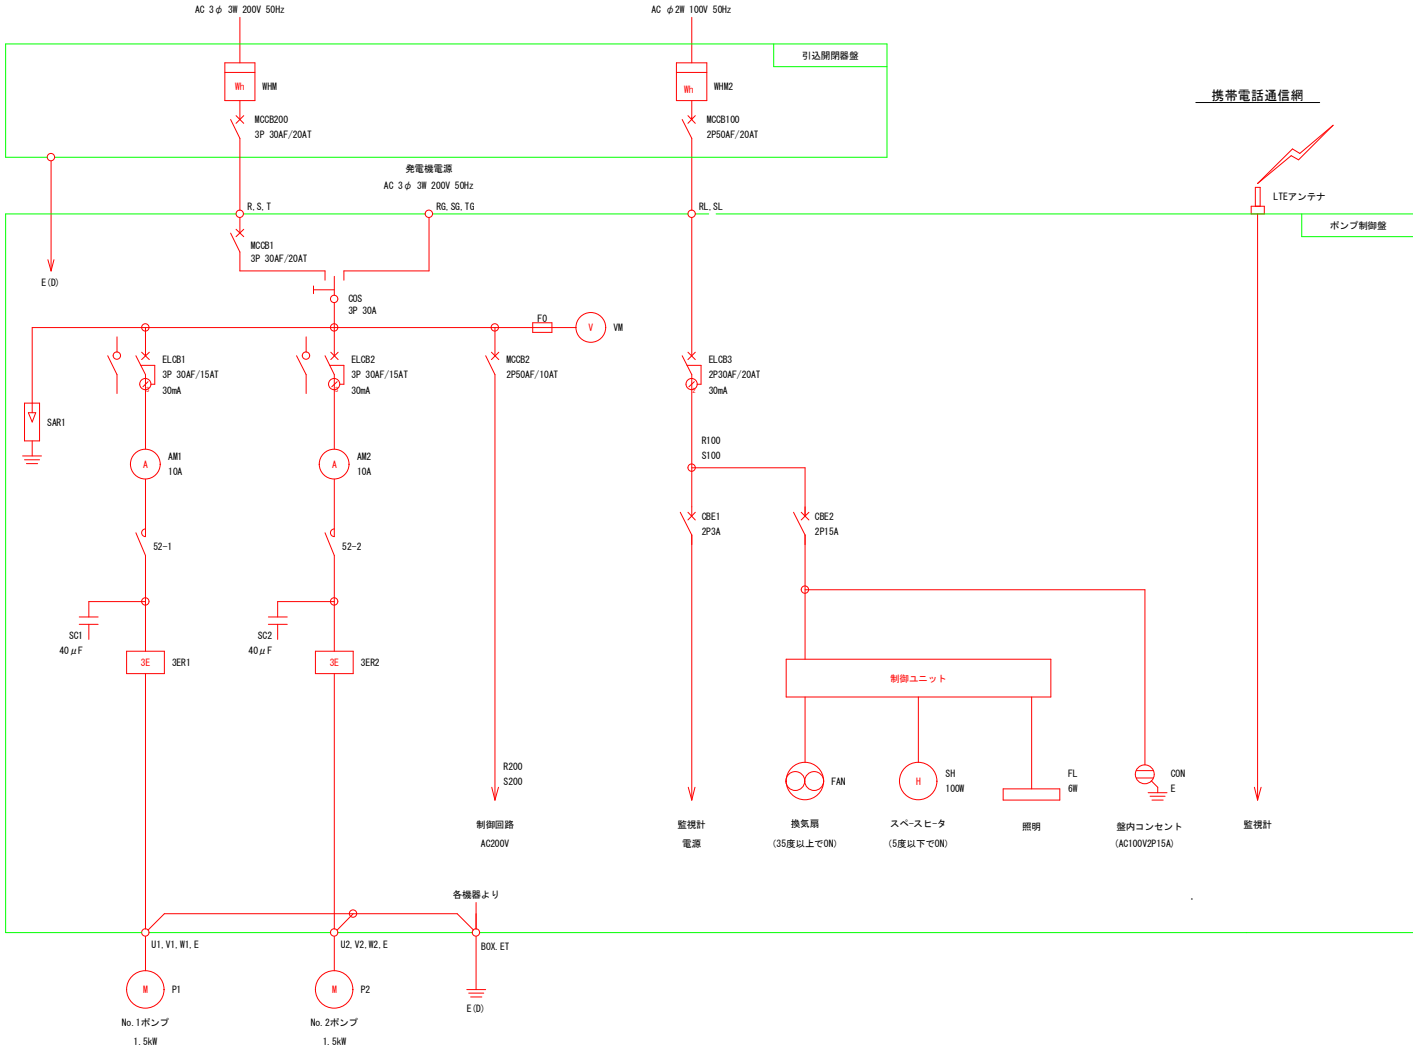 AC 3φ 3W 200V 50Hz
AC φ2W 100V 50Hz
引込開閉器盤
Wh
WHM
Wh
WHM2
携帯電話通信網
MCCB200
3P 30AF/20AT
MCCB100
2P50AF/20AT
発電機電源
AC 3φ 3W 200V 50Hz
LTEアンテナ
R,S,T
RG,SG,TG
RL,SL
ポンプ制御盤
MCCB1
3P 30AF/20AT
E(D)
COS
3P 30A
F0
V
VM
ELCB1
3P 30AF/15AT
30mA
ELCB2
3P 30AF/15AT
30mA
MCCB2
2P50AF/10AT
ELCB3
2P30AF/20AT
30mA
SAR1
A
AM1
10A
A
AM2
10A
R100
S100
CBE1
2P3A
CBE2
2P15A
52-1
52-2
SC1
40μF
SC2
40μF
3E
3ER1
3E
3ER2
制御ユニット
R200
S200
FAN
H
SH
100W
FL
6W
CON
E
制御回路
AC200V
監視計
電源
換気扇
(35度以上でON)
スペースヒータ
(5度以下でON)
照明
盤内コンセント
(AC100V2P15A)
監視計
各機器より
U1,V1,W1,E
U2,V2,W2,E
BOX.ET
M
P1
M
P2
E(D)
No.1ポンプ
1.5kW
No.2ポンプ
1.5kW